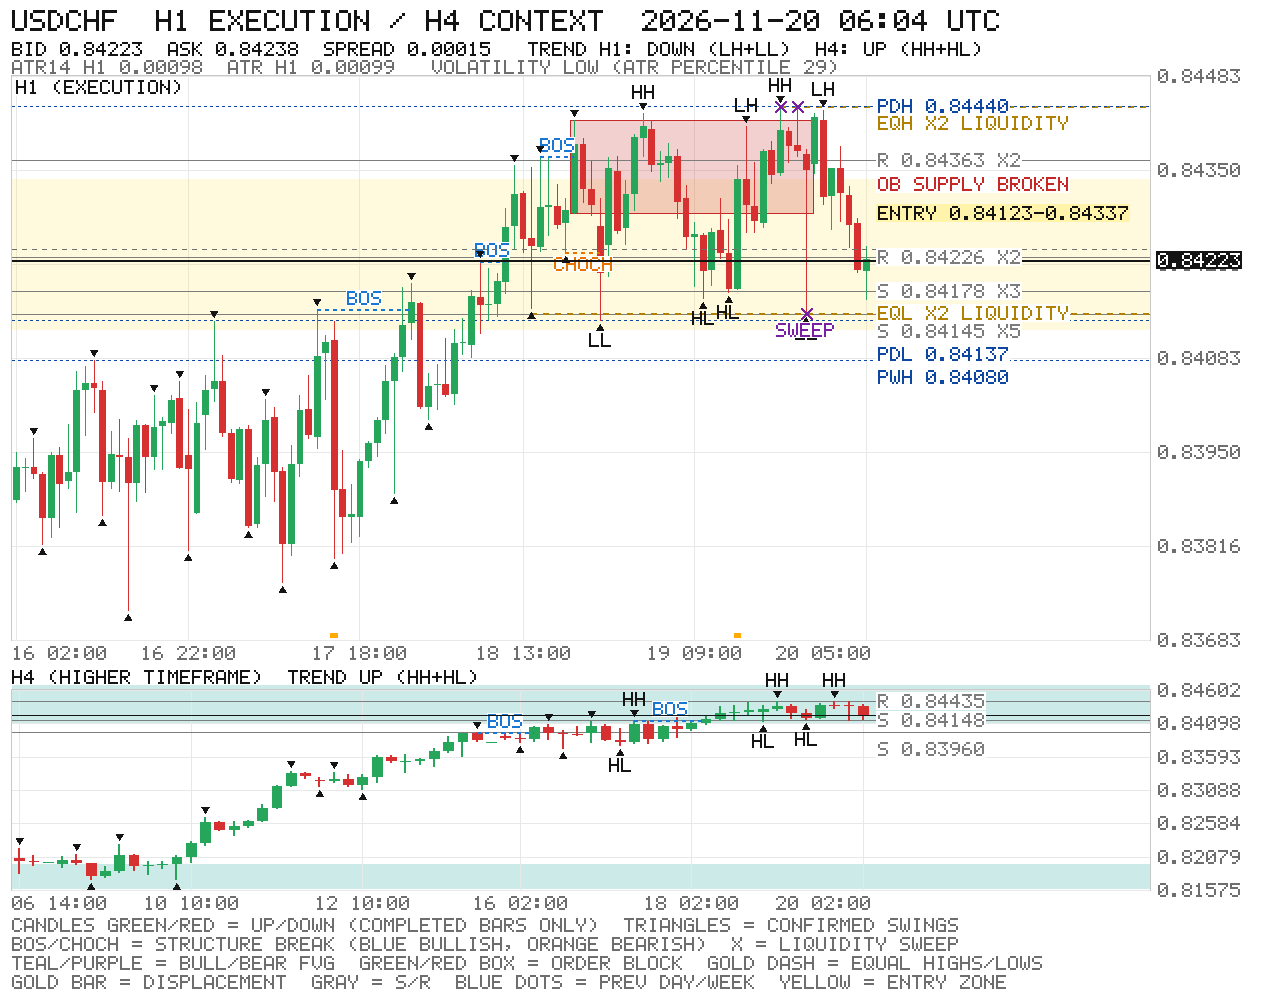 USDCHF  H1 EXECUTION / H4 CONTEXT  2026-11-20 06:04 UTC
BID 0.84223  ASK 0.84238  SPREAD 0.00015  TREND H1: DOWN (LH+LL)  H4: UP (HH+HL)
ATR14 H1 0.00098  ATR H1 0.00099  VOLATILITY LOW (ATR PERCENTILE 29)
H1 (EXECUTION)
0.84483
HH
HH
LH
LH
PDH 0.84440
EQH X2 LIQUIDITY
BOS
R 0.84363 X2
0.84350
OB SUPPLY BROKEN
ENTRY 0.84123-0.84337
BOS
R 0.84226 X2
0.84223
CHOCH
S 0.84178 X3
BOS
HL
HL
EQL X2 LIQUIDITY
SWEEP
S 0.84145 X5
LL
PDL 0.84137
0.84083
PWH 0.84080
0.83950
0.83816
0.83683
16 02:00
16 22:00
17 18:00
18 13:00
19 09:00
20 05:00
H4 (HIGHER TIMEFRAME)  TREND UP (HH+HL)
HH
HH
0.84602
HH
R 0.84435
BOS
BOS
S 0.84148
0.84098
HL
HL
HL
S 0.83960
0.83593
0.83088
0.82584
0.82079
0.81575
06 14:00
10 10:00
12 10:00
16 02:00
18 02:00
20 02:00
CANDLES GREEN/RED = UP/DOWN (COMPLETED BARS ONLY)  TRIANGLES = CONFIRMED SWINGS
BOS/CHOCH = STRUCTURE BREAK (BLUE BULLISH, ORANGE BEARISH)  X = LIQUIDITY SWEEP
TEAL/PURPLE = BULL/BEAR FVG  GREEN/RED BOX = ORDER BLOCK  GOLD DASH = EQUAL HIGHS/LOWS
GOLD BAR = DISPLACEMENT  GRAY = S/R  BLUE DOTS = PREV DAY/WEEK  YELLOW = ENTRY ZONE